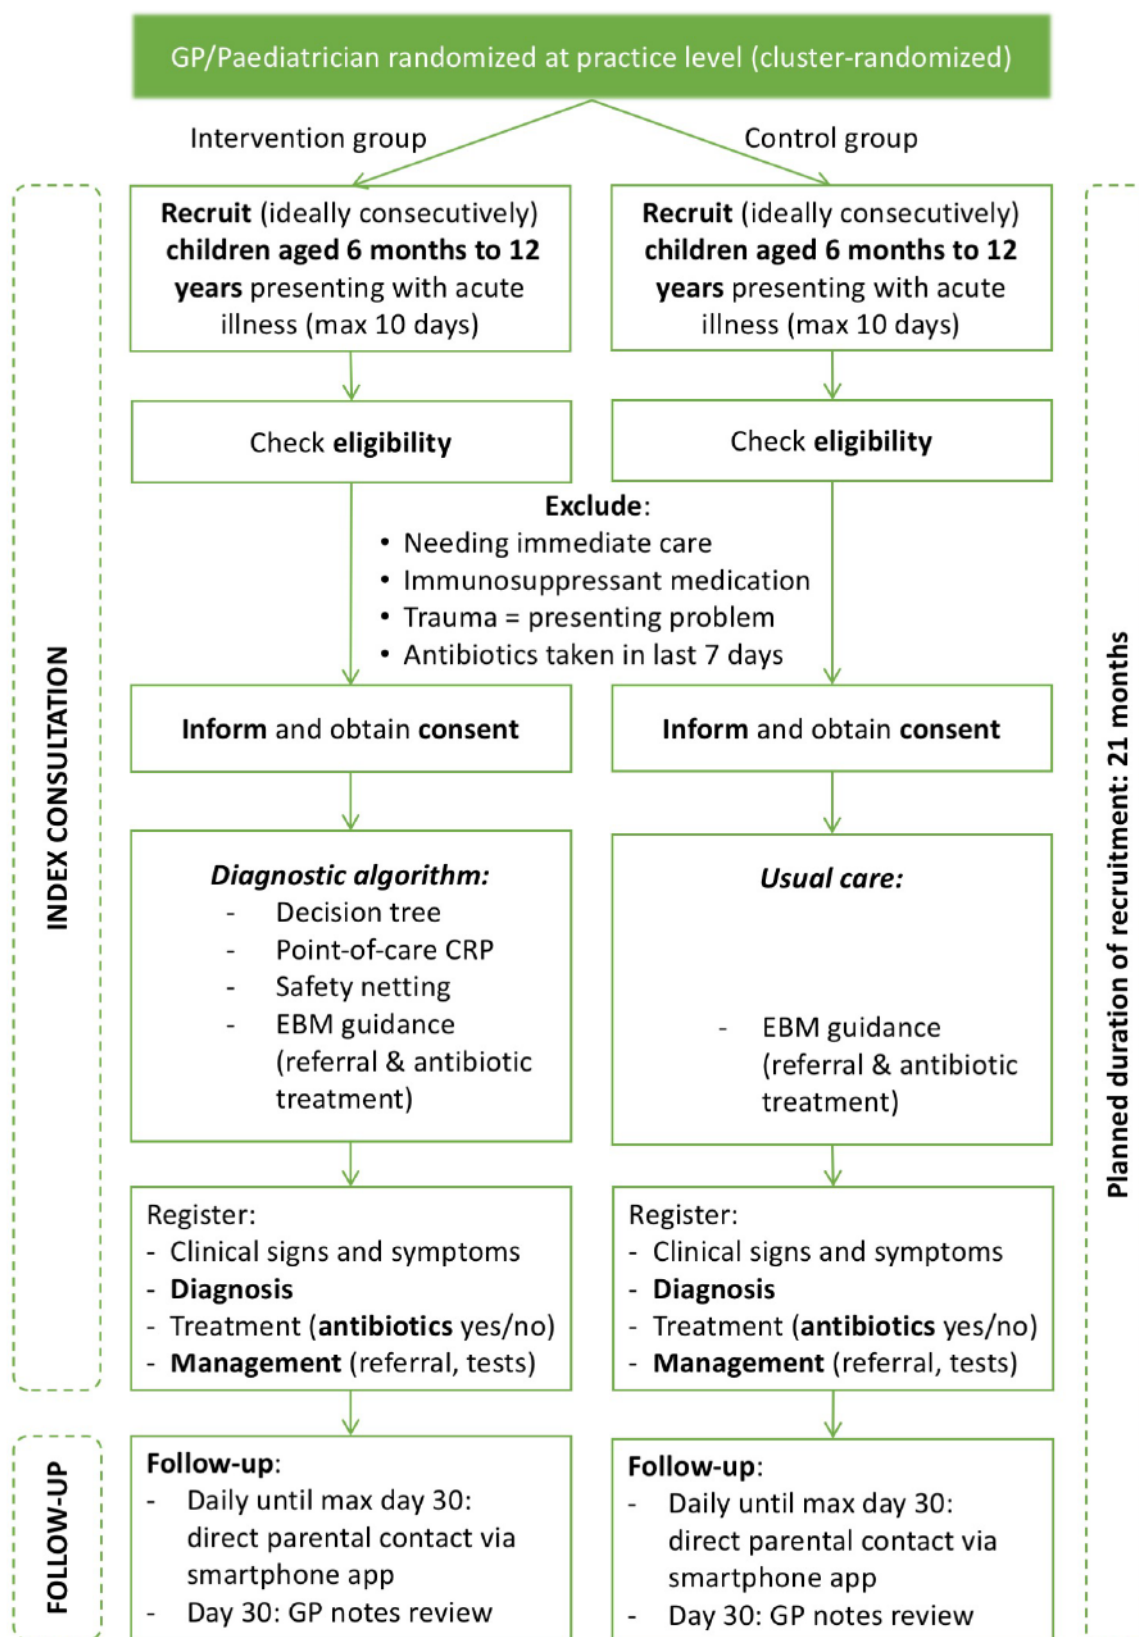 GP/Paediatrician randomized at practice level (cluster-randomized)
Intervention group
Control group
Recruit (ideally consecutively)
children aged 6 months to 12
years presenting with acute
illness (max 10 days)
Recruit (ideally consecutively)
children aged 6 months to 12
years presenting with acute
illness (max 10 days)
Check eligibility
Check eligibility
Exclude:
• Needing immediate care
• Immunosuppressant medication
• Trauma = presenting problem
• Antibiotics taken in last 7 days
Inform and obtain consent
Inform and obtain consent
Diagnostic algorithm:
- Decision tree
- Point-of-care CRP
- Safety netting
- EBM guidance
(referral & antibiotic
treatment)
Usual care:
- EBM guidance
(referral & antibiotic
treatment)
Register:
- Clinical signs and symptoms
- Diagnosis
- Treatment (antibiotics yes/no)
- Management (referral, tests)
Register:
- Clinical signs and symptoms
- Diagnosis
- Treatment (antibiotics yes/no)
- Management (referral, tests)
Follow-up:
- Daily until max day 30:
direct parental contact via
smartphone app
- Day 30: GP notes review
Follow-up:
- Daily until max day 30:
direct parental contact via
smartphone app
- Day 30: GP notes review
INDEX CONSULTATION
FOLLOW-UP
Planned duration of recruitment: 21 months